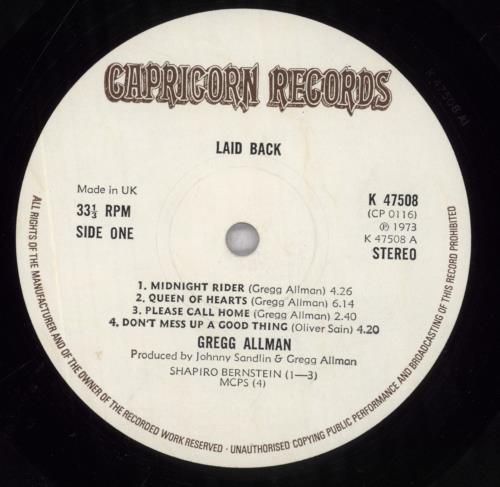 CAPRICORN RECORDS
LAID BACK
Made in UK
33⅓ RPM
SIDE ONE
K 47508
(CP 0116)
℗ 1973
K 47508 A
STEREO
1. MIDNIGHT RIDER (Gregg Allman) 4.26
2. QUEEN OF HEARTS (Gregg Allman) 6.14
3. PLEASE CALL HOME (Gregg Allman) 2.40
4. DON'T MESS UP A GOOD THING (Oliver Sain) 4.20
GREGG ALLMAN
Produced by Johnny Sandlin & Gregg Allman
SHAPIRO BERNSTEIN (1—3)
MCPS (4)
ALL RIGHTS OF THE MANUFACTURER AND OF THE OWNER OF THE RECORDED WORK RESERVED · UNAUTHORISED COPYING PUBLIC PERFORMANCE AND BROADCASTING OF THIS RECORD PROHIBITED
K 47508 A1